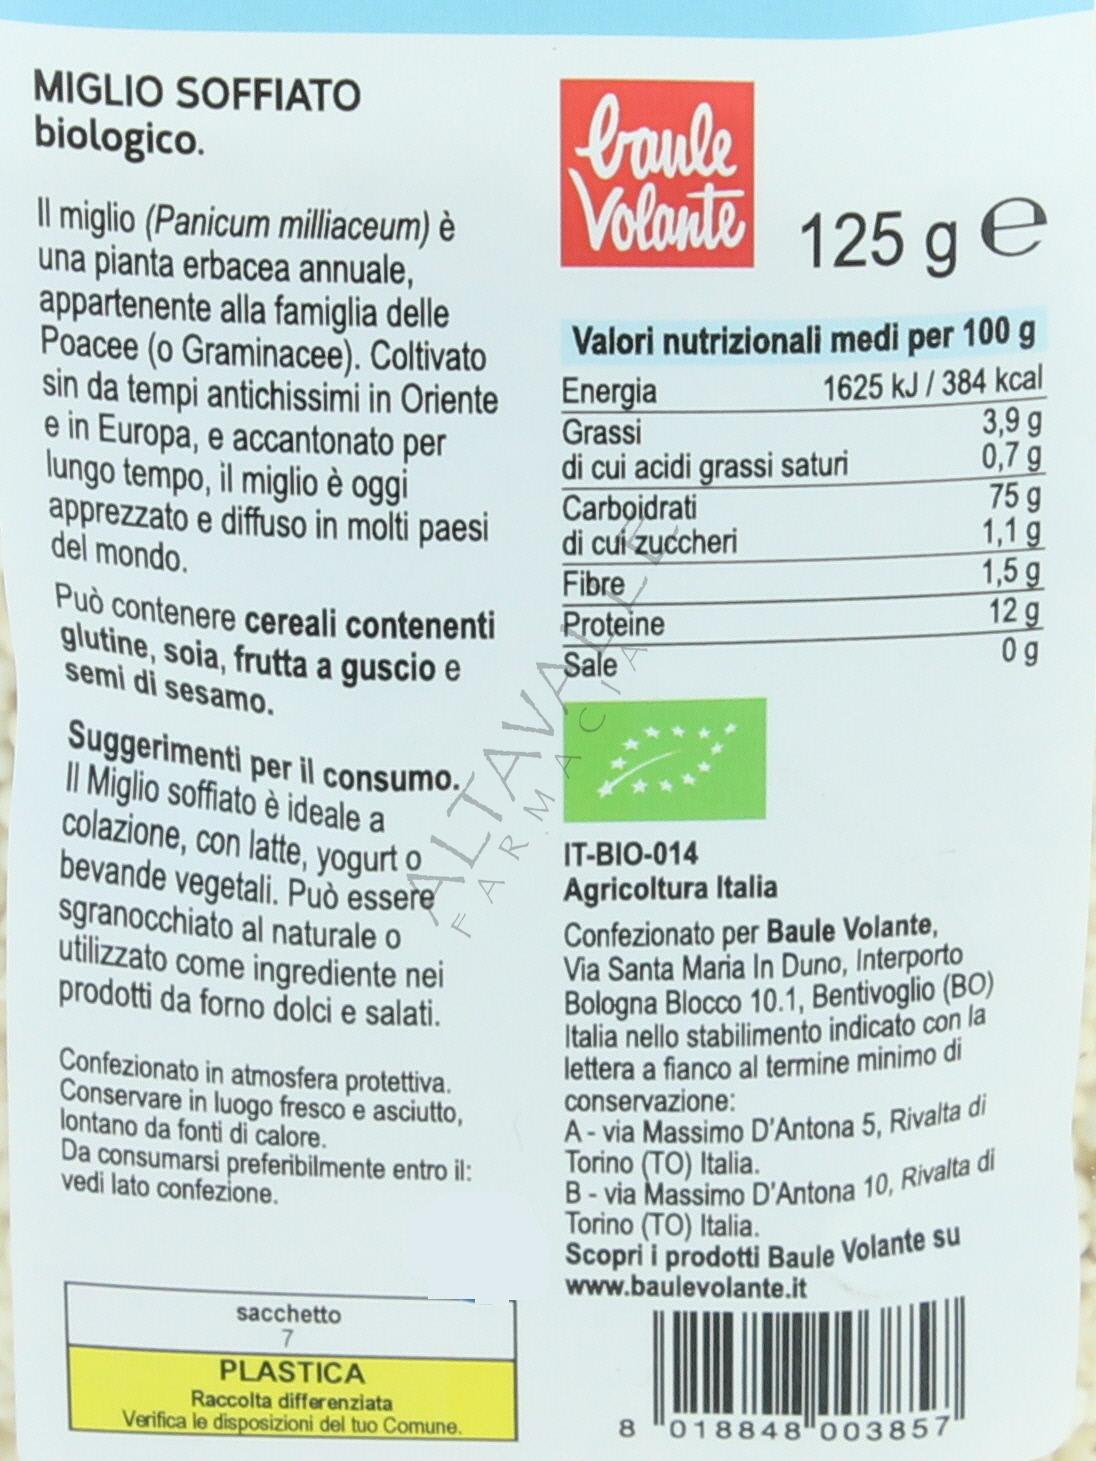 MIGLIO SOFFIATO
biologico.
Il miglio (Panicum milliaceum) è
una pianta erbacea annuale,
appartenente alla famiglia delle
Poacee (o Graminacee). Coltivato
sin da tempi antichissimi in Oriente
e in Europa, e accantonato per
lungo tempo, il miglio è oggi
apprezzato e diffuso in molti paesi
del mondo.
Può contenere cereali contenenti
glutine, soia, frutta a guscio e
semi di sesamo.
Suggerimenti per il consumo.
Il Miglio soffiato è ideale a
colazione, con latte, yogurt o
bevande vegetali. Può essere
sgranocchiato al naturale o
utilizzato come ingrediente nei
prodotti da forno dolci e salati.
Confezionato in atmosfera protettiva.
Conservare in luogo fresco e asciutto,
lontano da fonti di calore.
Da consumarsi preferibilmente entro il:
vedi lato confezione.
sacchetto
7
PLASTICA
Raccolta differenziata
Verifica le disposizioni del tuo Comune.
baule
Volante
125 g e
Valori nutrizionali medi per 100 g
Energia 1625 kJ / 384 kcal
Grassi 3,9 g
di cui acidi grassi saturi 0,7 g
Carboidrati 75 g
di cui zuccheri 1,1 g
Fibre 1,5 g
Proteine 12 g
Sale 0 g
IT-BIO-014
Agricoltura Italia
Confezionato per Baule Volante,
Via Santa Maria In Duno, Interporto
Bologna Blocco 10.1, Bentivoglio (BO)
Italia nello stabilimento indicato con la
lettera a fianco al termine minimo di
conservazione:
A - via Massimo D'Antona 5, Rivalta di
Torino (TO) Italia.
B - via Massimo D'Antona 10, Rivalta di
Torino (TO) Italia.
Scopri i prodotti Baule Volante su
www.baulevolante.it
8 018848 003857
ALTAVALLE
FARMACIA